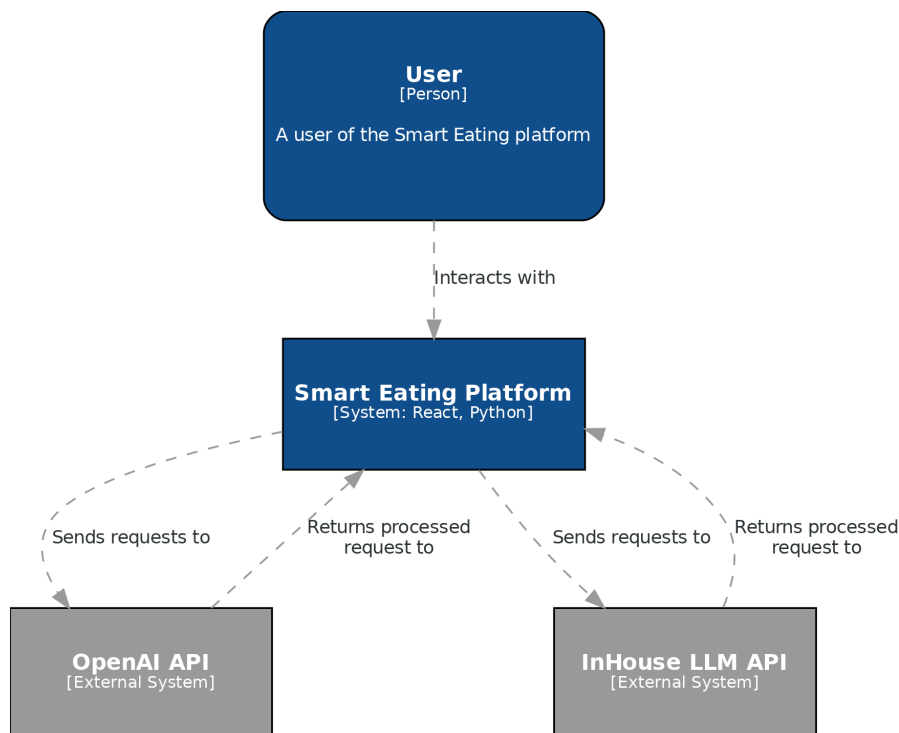 User
[Person]
A user of the Smart Eating platform
Interacts with
Smart Eating Platform
[System: React, Python]
Sends requests to
Returns processed
request to
Sends requests to
Returns processed
request to
OpenAI API
[External System]
InHouse LLM API
[External System]